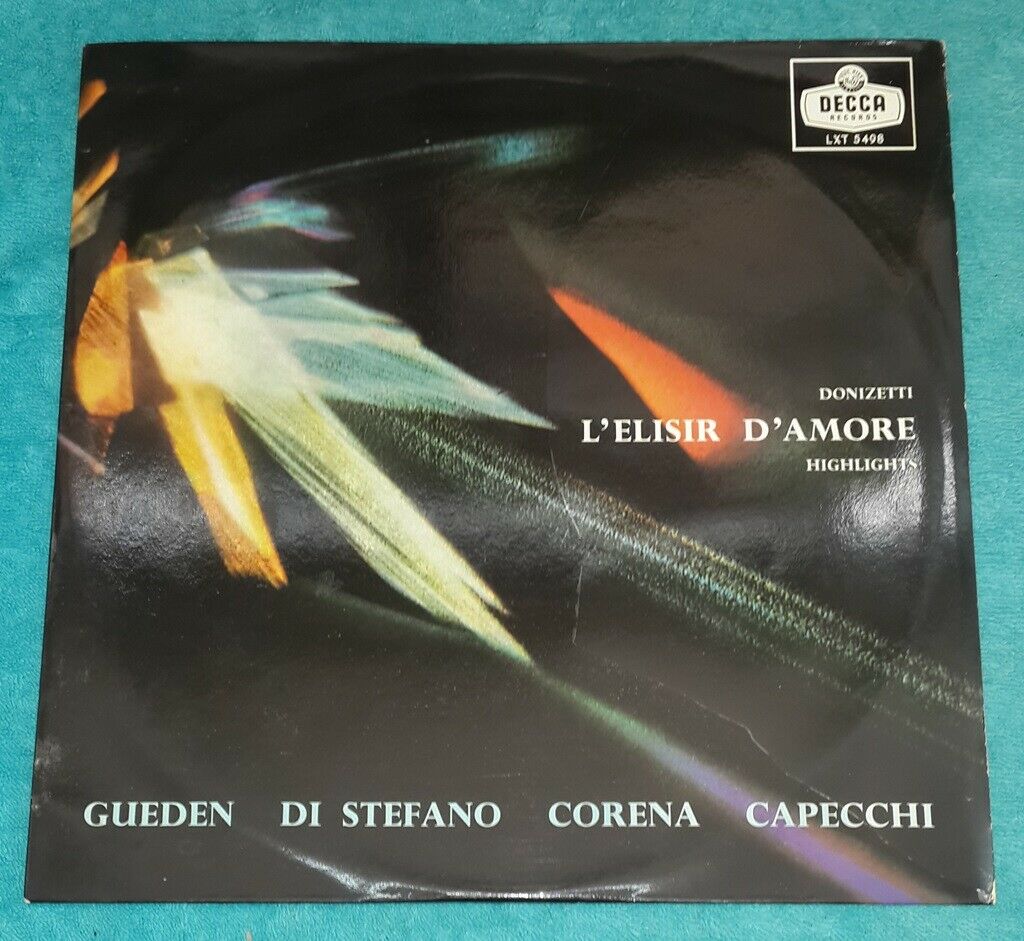 DECCA
RECORDS
LXT 5498
DONIZETTI
L'ELISIR D'AMORE
HIGHLIGHTS
GUEDEN DI STEFANO CORENA CAPECCHI